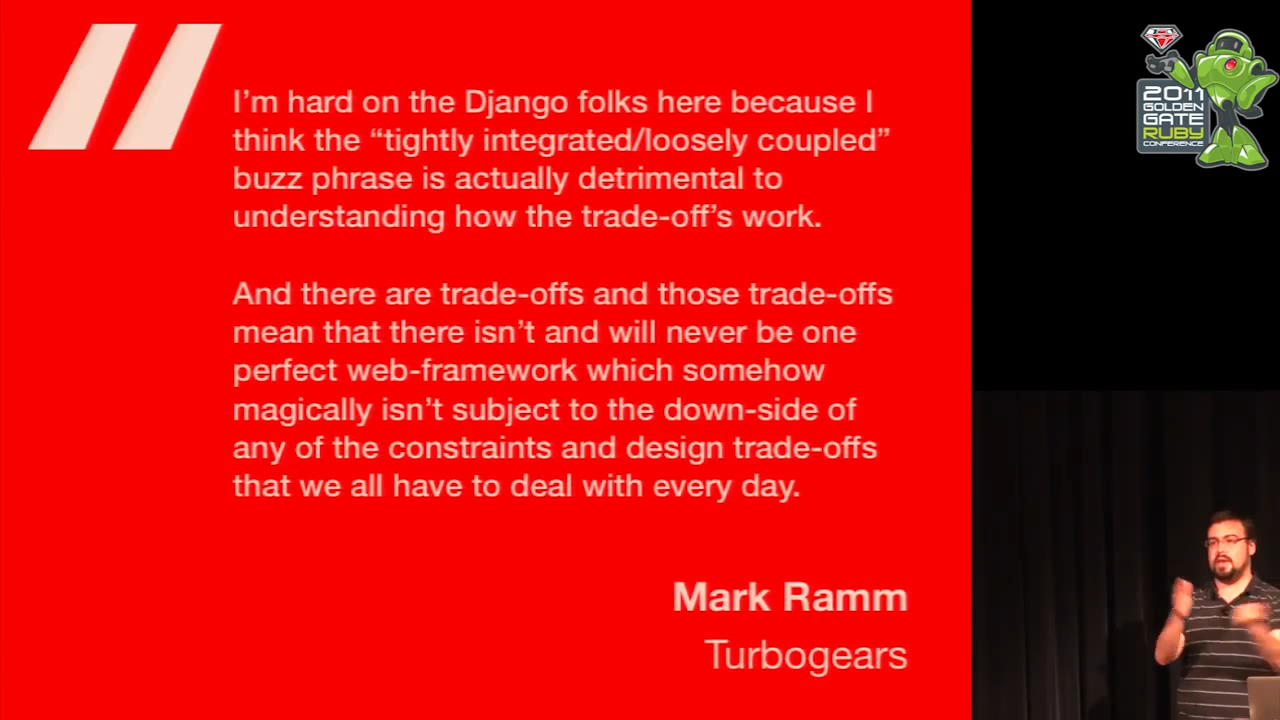 I'm hard on the Django folks here because I
think the “tightly integrated/loosely coupled”
buzz phrase is actually detrimental to
understanding how the trade-off's work.
And there are trade-offs and those trade-offs
mean that there isn't and will never be one
perfect web-framework which somehow
magically isn't subject to the down-side of
any of the constraints and design trade-offs
that we all have to deal with every day.
Mark Ramm
Turbogears
2011
GOLDEN
GATE
RUBY
CONFERENCE